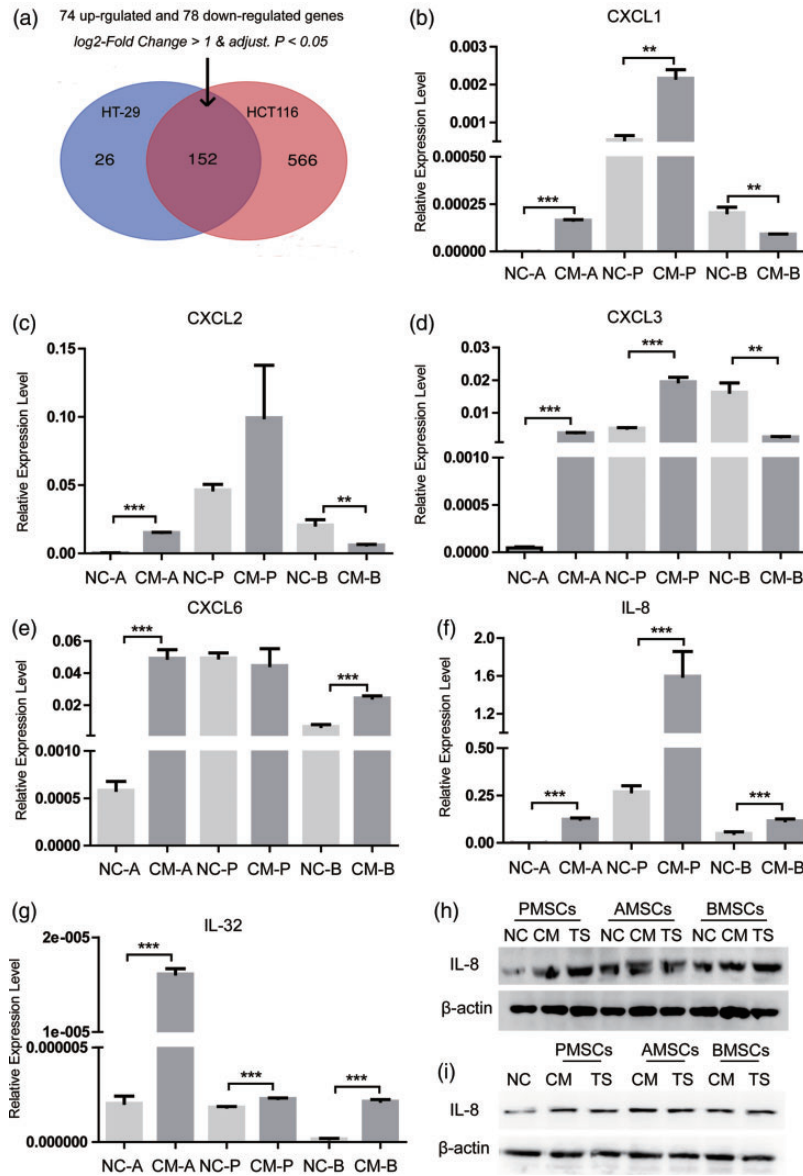 (a)
74 up-rgulated and 78 down-regulated genes
log2-Fold Change > 1 & adjust. P < 0.05
HT-29
HCT116
26
152
566
(b)
CXCL1
Relative Expression Level
0.003
0.002
0.001
0.00050
0.00025
0.00000
***
**
**
NC-A CM-A NC-P CM-P NC-B CM-B
(c)
CXCL2
Relative Expression Level
0.15
0.10
0.05
0.00
***
**
NC-A CM-A NC-P CM-P NC-B CM-B
(d)
CXCL3
Relative Expression Level
0.03
0.02
0.01
0.0010
0.0005
0.0000
***
***
**
NC-A CM-A NC-P CM-P NC-B CM-B
(e)
CXCL6
Relative Expression Level
0.06
0.04
0.02
0.0010
0.0005
0.0000
***
***
NC-A CM-A NC-P CM-P NC-B CM-B
(f)
IL-8
Relative Expression Level
2.0
1.6
1.2
0.50
0.25
0.00
***
***
***
NC-A CM-A NC-P CM-P NC-B CM-B
(g)
IL-32
Relative Expression Level
2e-005
1e-005
0.000005
0.000000
***
***
***
NC-A CM-A NC-P CM-P NC-B CM-B
(h)
PMSCs AMSCs BMSCs
NC CM TS NC CM TS NC CM TS
IL-8
β-actin
(i)
PMSCs AMSCs BMSCs
NC CM TS CM TS CM TS
IL-8
β-actin